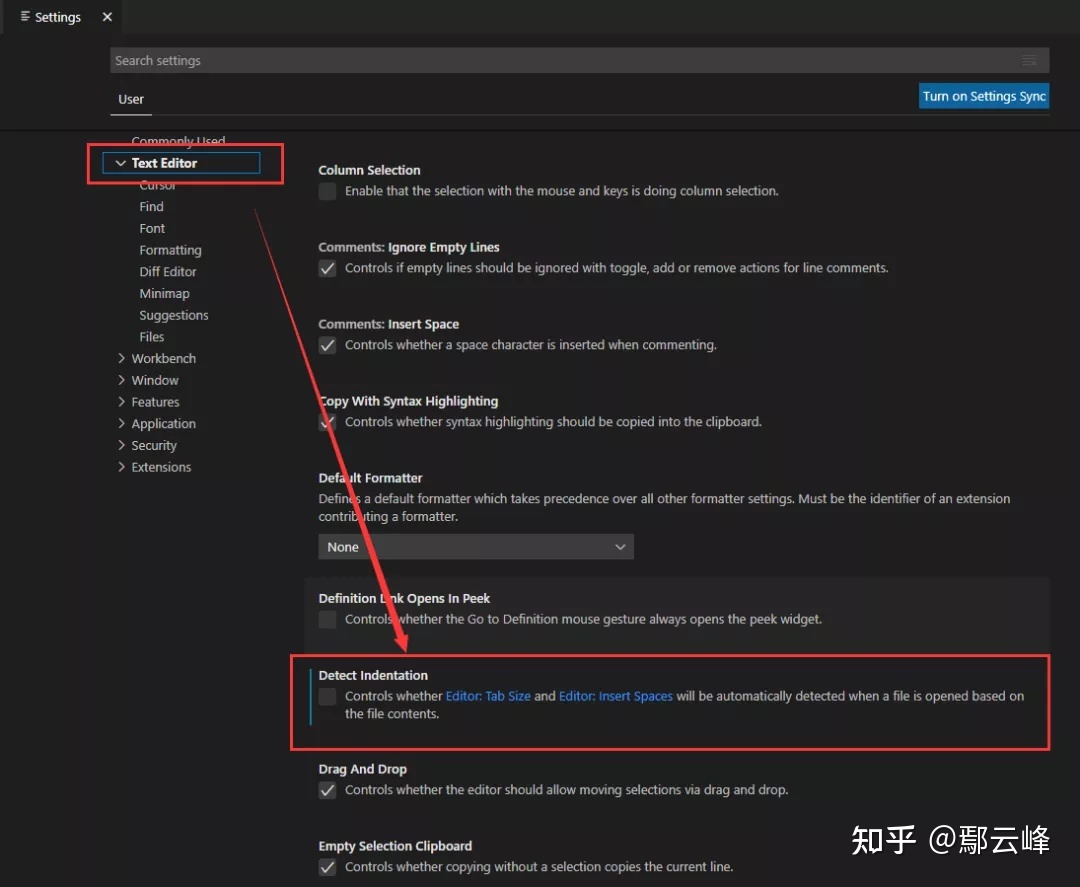 Settings
Search settings
User
Turn on Settings Sync
Commonly Used
Text Editor
Cursor
Find
Font
Formatting
Diff Editor
Minimap
Suggestions
Files
Workbench
Window
Features
Application
Security
Extensions
Column Selection
Enable that the selection with the mouse and keys is doing column selection.
Comments: Ignore Empty Lines
Controls if empty lines should be ignored with toggle, add or remove actions for line comments.
Comments: Insert Space
Controls whether a space character is inserted when commenting.
Copy With Syntax Highlighting
Controls whether syntax highlighting should be copied into the clipboard.
Default Formatter
Defines a default formatter which takes precedence over all other formatter settings. Must be the identifier of an extension
contributing a formatter.
None
Definition Link Opens In Peek
Controls whether the Go to Definition mouse gesture always opens the peek widget.
Detect Indentation
Controls whether Editor: Tab Size and Editor: Insert Spaces will be automatically detected when a file is opened based on
the file contents.
Drag And Drop
Controls whether the editor should allow moving selections via drag and drop.
Empty Selection Clipboard
Controls whether copying without a selection copies the current line.
知乎 @鄢云峰